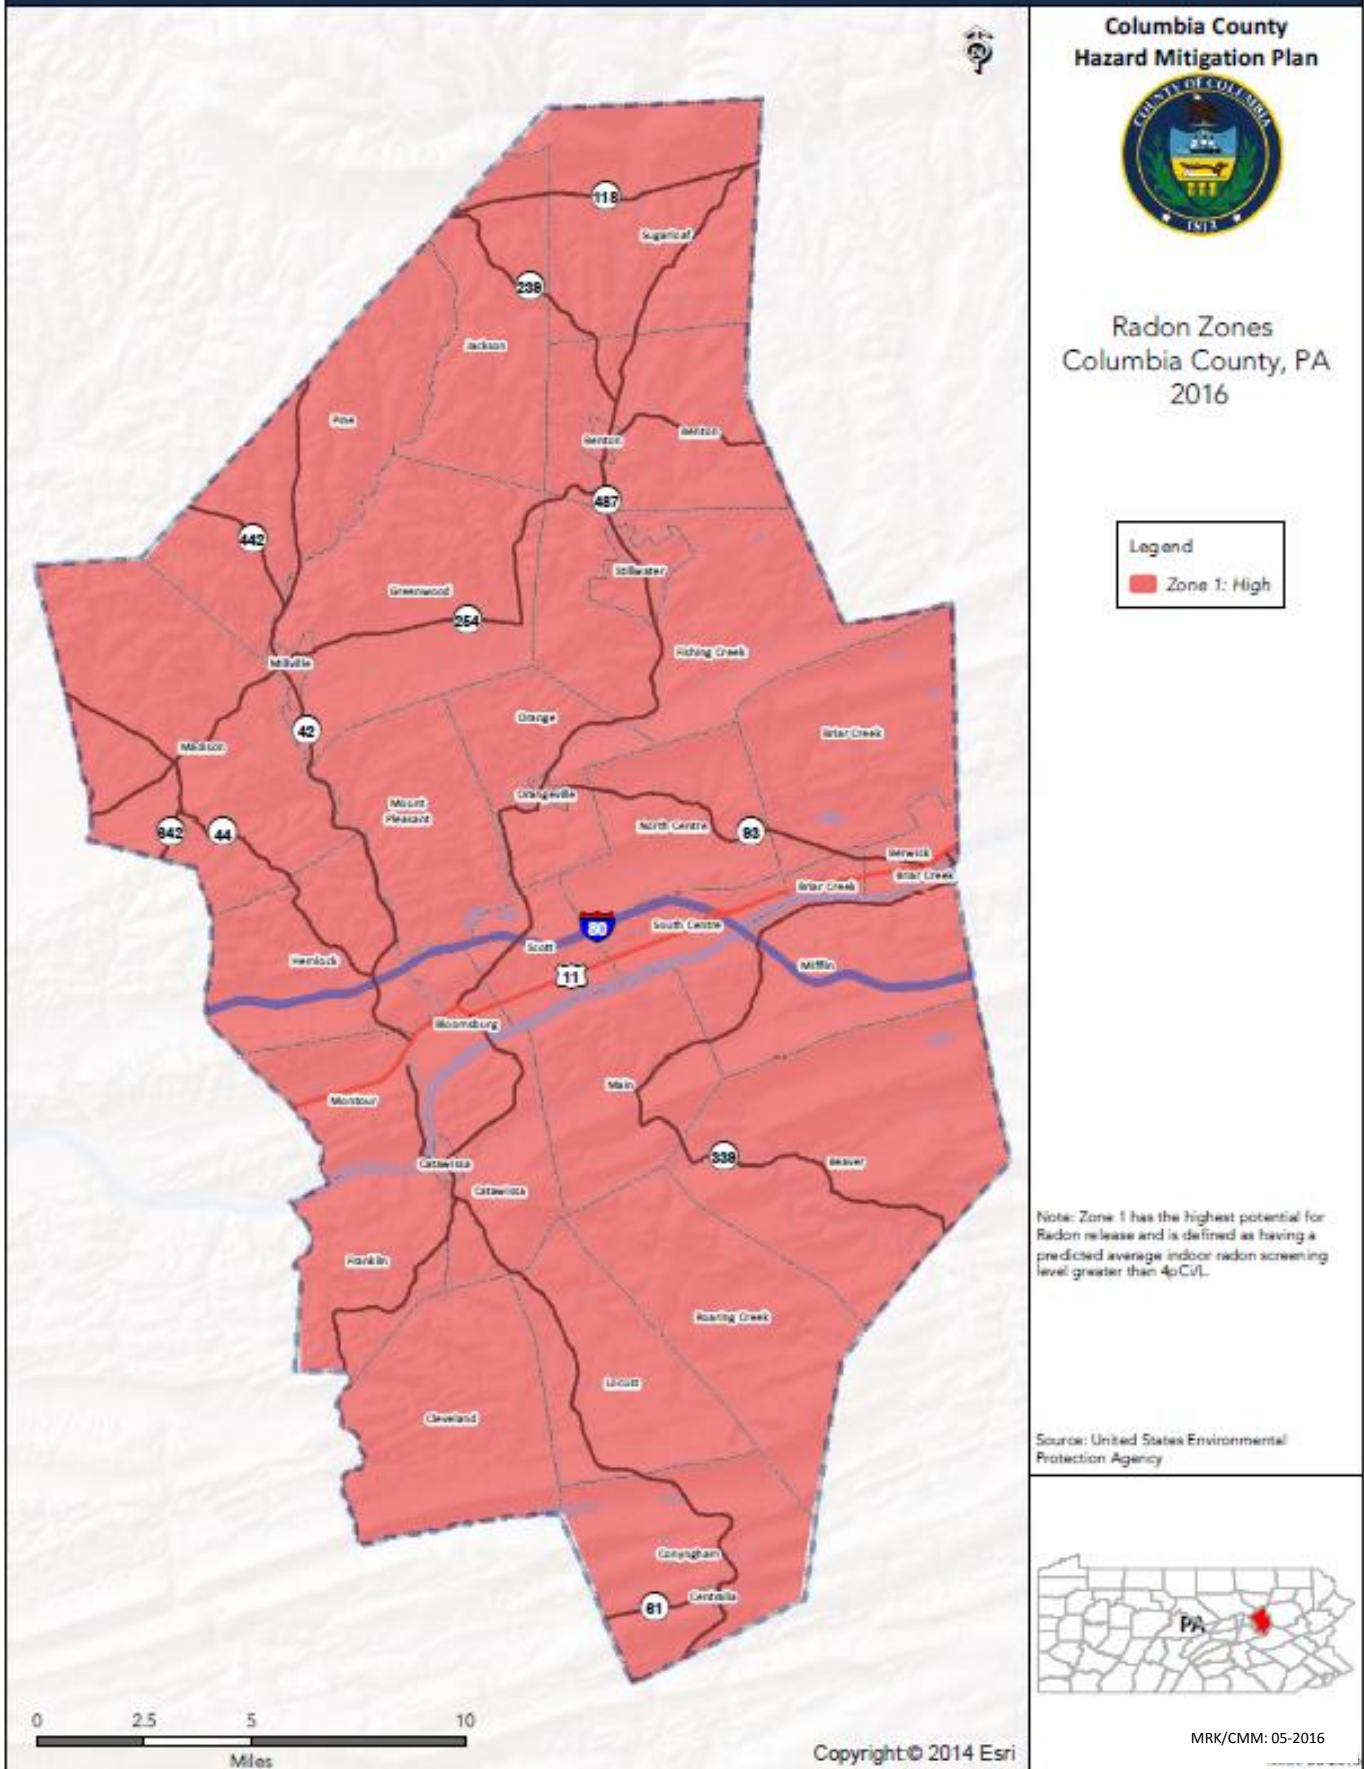 Columbia County
Hazard Mitigation Plan
COUNTY OF COLUMBIA
1813
Radon Zones
Columbia County, PA
2016
Legend
Zone 1: High
Note: Zone 1 has the highest potential for
Radon release and is defined as having a
predicted average indoor radon screening
level greater than 4pCi/L.
Source: United States Environmental
Protection Agency
PA
MRK/CMM: 05-2016
118
Sugarloaf
239
Jackson
Pine
Benton
Benton
487
442
Stillwater
Greenwood
254
Fishing Creek
Millville
Orange
42
Briar Creek
Madison
Orangeville
Mount
Pleasant
North Centre
93
642
44
Berwick
Briar Creek
Briar Creek
80
South Centre
Scott
Hemlock
11
Mifflin
Bloomsburg
Main
Montour
339
Beaver
Catawissa
Catawissa
Franklin
Roaring Creek
Locust
Cleveland
Conyngham
Centralia
61
0
2.5
5
10
Miles
Copyright:© 2014 Esri